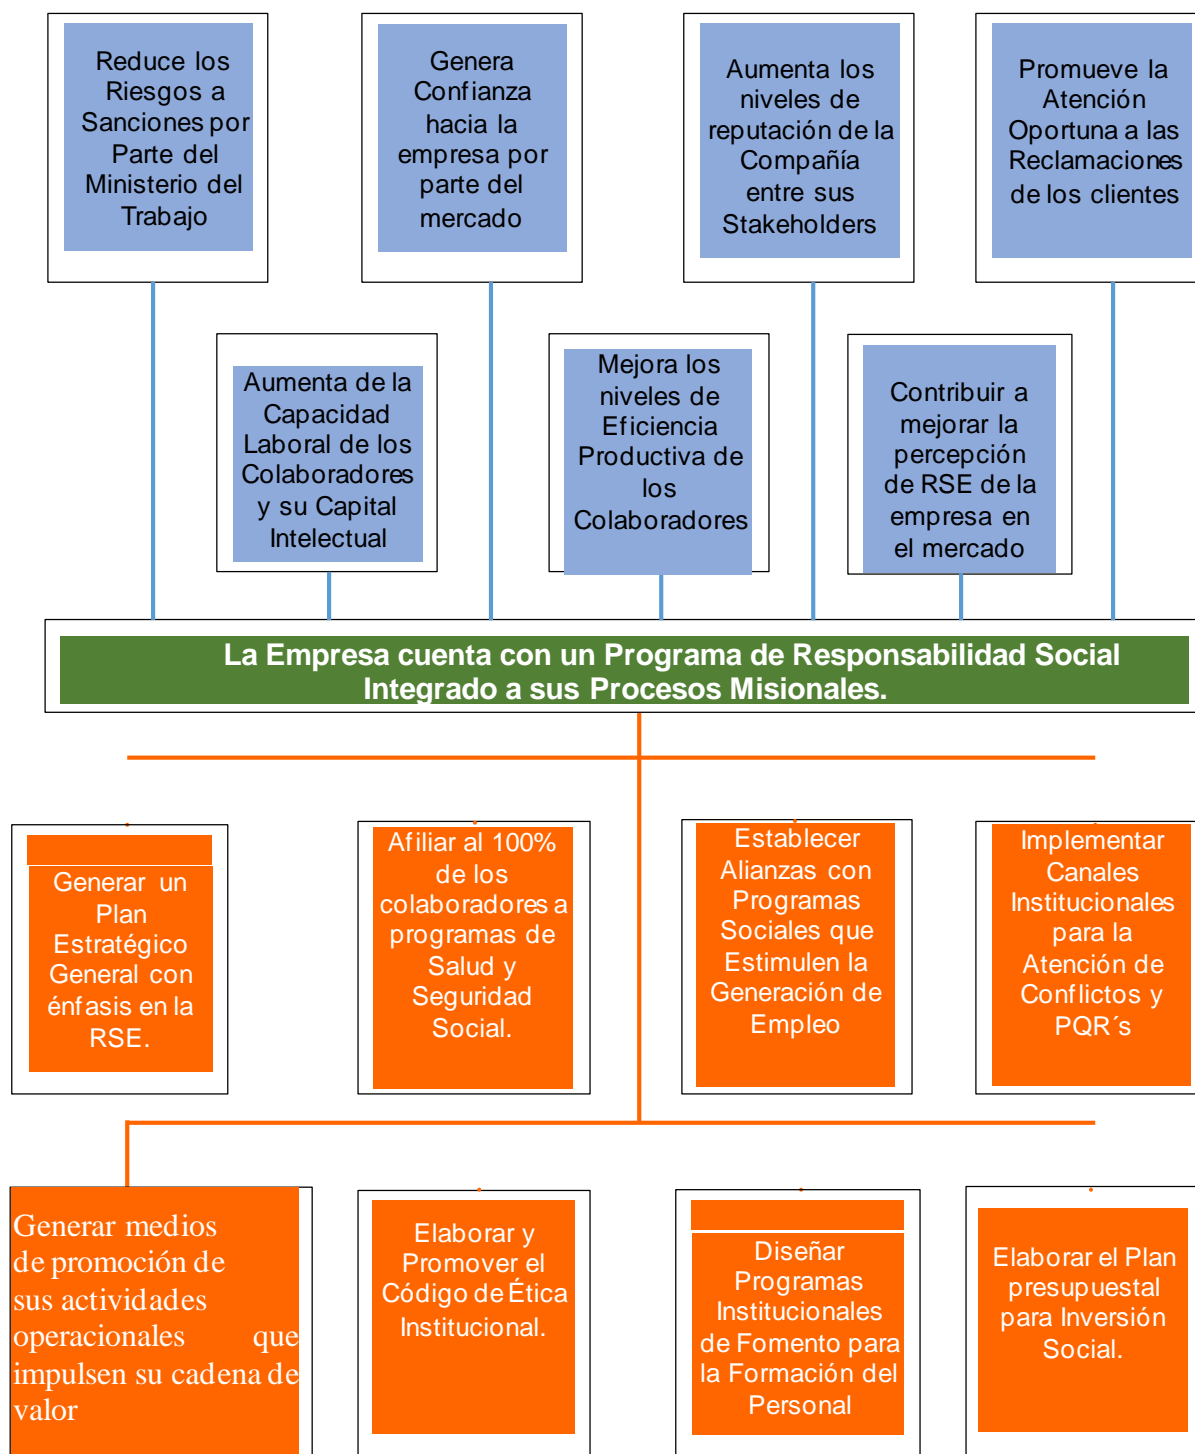 Reduce los
Riesgos a
Sanciones por
Parte del
Ministerio del
Trabajo
Genera
Confianza
hacia la
empresa por
parte del
mercado
Aumenta los
niveles de
reputación de la
Compañía
entre sus
Stakeholders
Promueve la
Atención
Oportuna a las
Reclamaciones
de los clientes
Aumenta de la
Capacidad
Laboral de los
Colaboradores
y su Capital
Intelectual
Mejora los
niveles de
Eficiencia
Productiva de
los
Colaboradores
Contribuir a
mejorar la
percepción
de RSE de la
empresa en
el mercado
La Empresa cuenta con un Programa de Responsabilidad Social
Integrado a sus Procesos Misionales.
Generar un
Plan
Estratégico
General con
énfasis en la
RSE.
Afiliar al 100%
de los
colaboradores a
programas de
Salud y
Seguridad
Social.
Establecer
Alianzas con
Programas
Sociales que
Estimulen la
Generación de
Empleo
Implementar
Canales
Institucionales
para la
Atención de
Conflictos y
PQR´s
Generar medios
de promoción de
sus actividades
operacionales que
impulsen su cadena de
valor
Elaborar y
Promover el
Código de Ética
Institucional.
Diseñar
Programas
Institucionales
de Fomento para
la Formación del
Personal
Elaborar el Plan
presupuestal
para Inversión
Social.